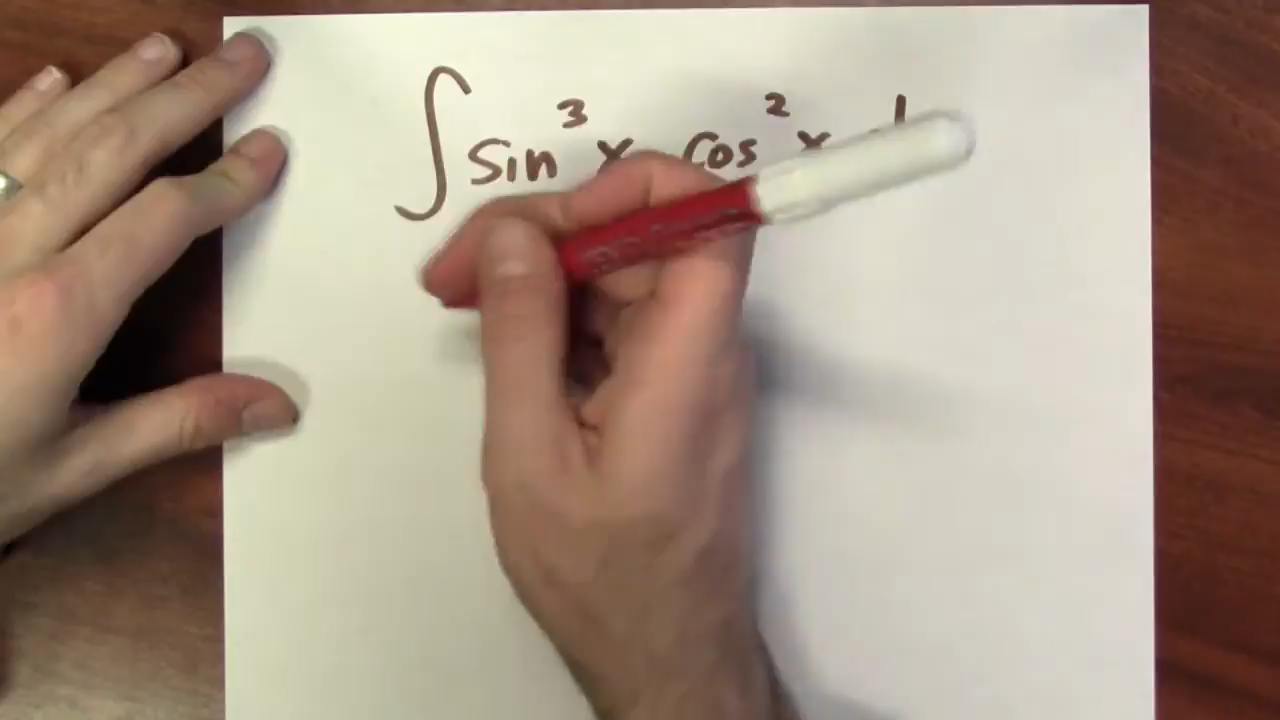 ∫ sin³x cos²x d